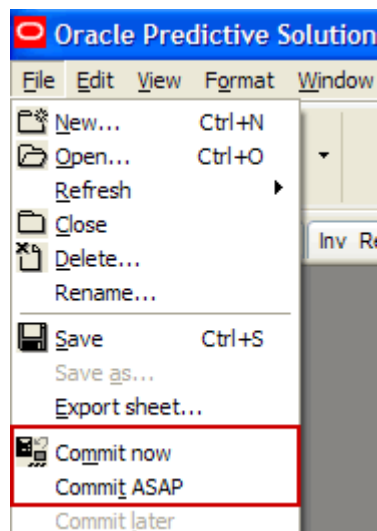 Oracle Predictive Solution
File Edit View Format Window
New... Ctrl+N
Open... Ctrl+O
Refresh
Close
Inv
Delete...
Rename...
Save Ctrl+S
Save as...
Export sheet...
Commit now
Commit ASAP
Commit later